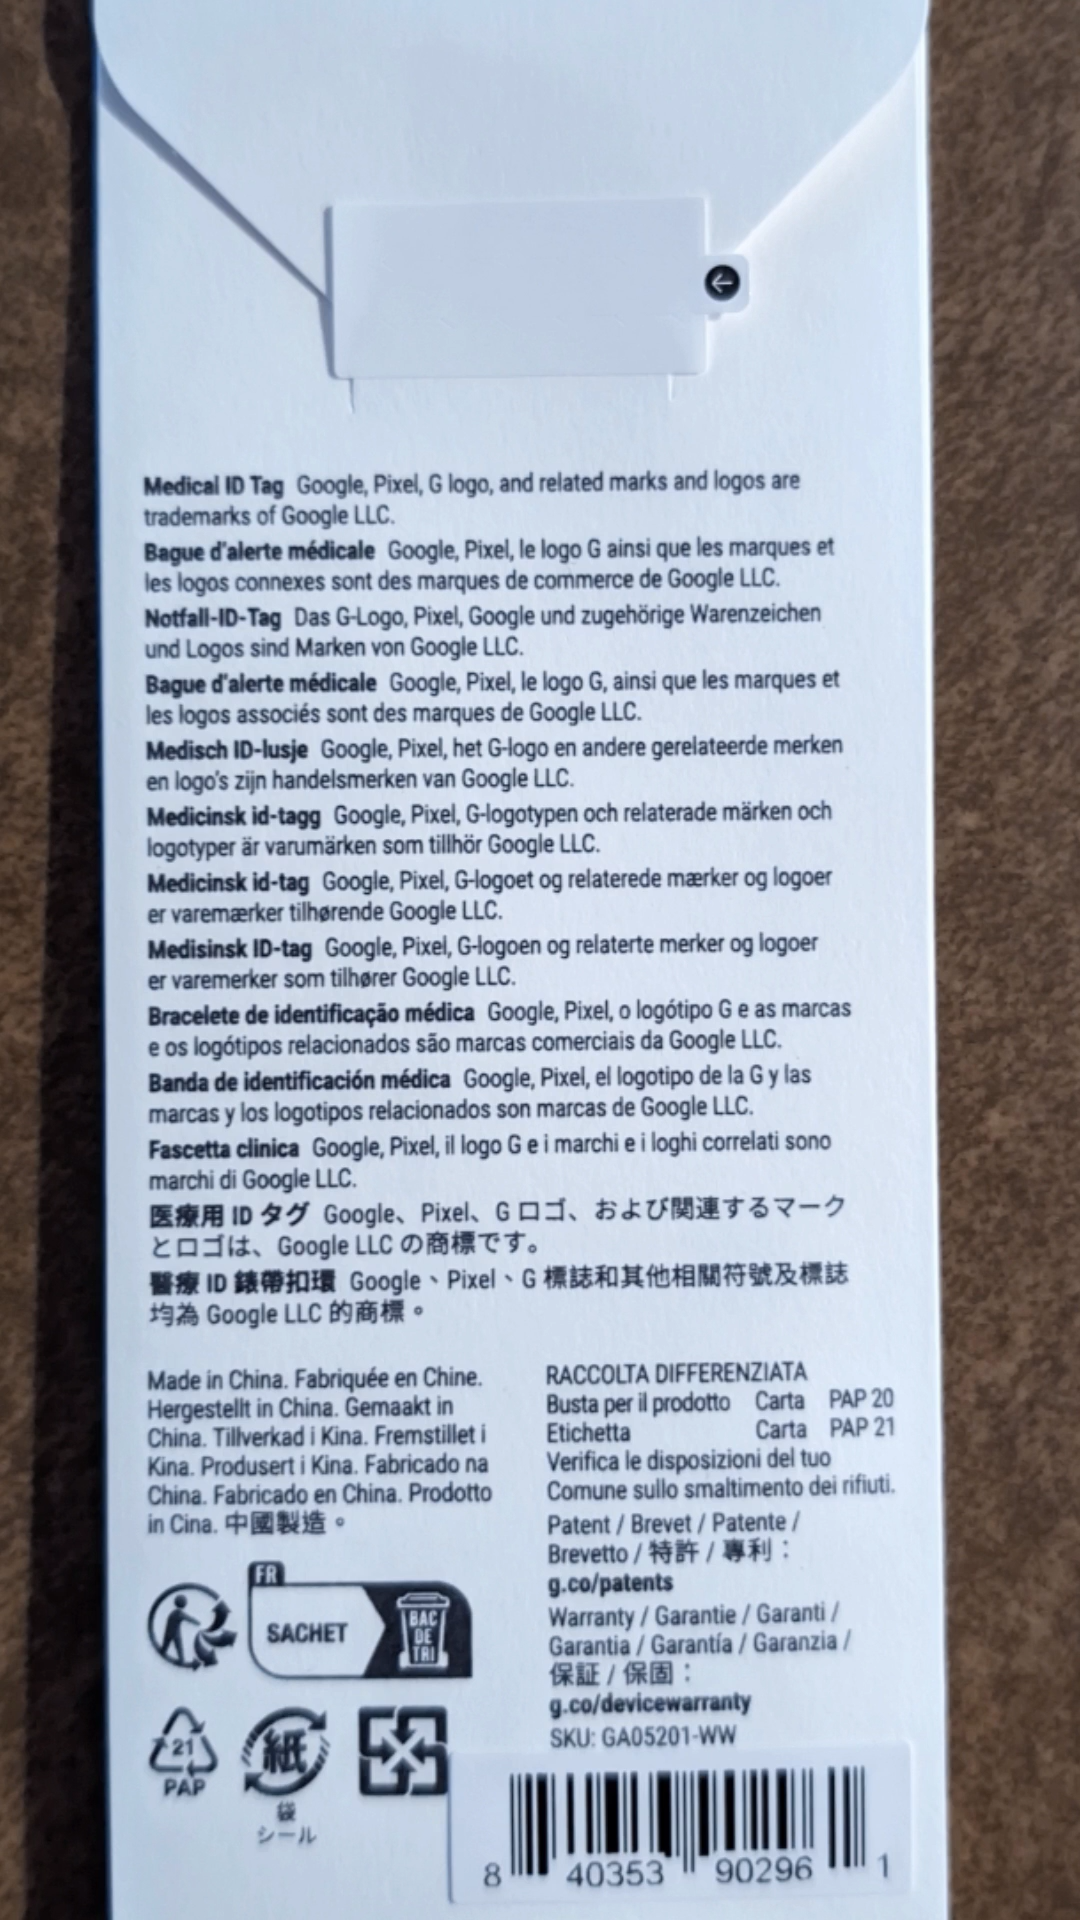 Medical ID Tag Google, Pixel, G logo, and related marks and logos are
trademarks of Google LLC.
Bague d'alerte médicale Google, Pixel, le logo G ainsi que les marques et
les logos connexes sont des marques de commerce de Google LLC.
Notfall-ID-Tag Das G-Logo, Pixel, Google und zugehörige Warenzeichen
und Logos sind Marken von Google LLC.
Bague d'alerte médicale Google, Pixel, le logo G, ainsi que les marques et
les logos associés sont des marques de Google LLC.
Medisch ID-lusje Google, Pixel, het G-logo en andere gerelateerde merken
en logo's zijn handelsmerken van Google LLC.
Medicinsk id-tagg Google, Pixel, G-logotypen och relaterade märken och
logotyper är varumärken som tillhör Google LLC.
Medicinsk id-tag Google, Pixel, G-logoet og relaterede mærker og logoer
er varemærker tilhørende Google LLC.
Medisinsk ID-tag Google, Pixel, G-logoen og relaterte merker og logoer
er varemerker som tilhører Google LLC.
Bracelete de identificação médica Google, Pixel, o logótipo G e as marcas
e os logótipos relacionados são marcas comerciais da Google LLC.
Banda de identificación médica Google, Pixel, el logotipo de la G y las
marcas y los logotipos relacionados son marcas de Google LLC.
Fascetta clinica Google, Pixel, il logo G e i marchi e i loghi correlati sono
marchi di Google LLC.
医療用 ID タグ Google、Pixel、G ロゴ、および関連するマーク
とロゴは、Google LLC の商標です。
醫療 ID 錶帶扣環 Google、Pixel、G 標誌和其他相關符號及標誌
均為 Google LLC 的商標。
Made in China. Fabriquée en Chine.
Hergestellt in China. Gemaakt in
China. Tillverkad i Kina. Fremstillet i
Kina. Produsert i Kina. Fabricado na
China. Fabricado en China. Prodotto
in Cina. 中國製造。
FR
SACHET
BAC
DE
TRI
21
PAP
紙
袋
シール
RACCOLTA DIFFERENZIATA
Busta per il prodotto Carta PAP 20
Etichetta Carta PAP 21
Verifica le disposizioni del tuo
Comune sullo smaltimento dei rifiuti.
Patent / Brevet / Patente /
Brevetto / 特許 / 專利：
g.co/patents
Warranty / Garantie / Garanti /
Garantia / Garantía / Garanzia /
保証 / 保固：
g.co/devicewarranty
SKU: GA05201-WW
8 40353 90296 1